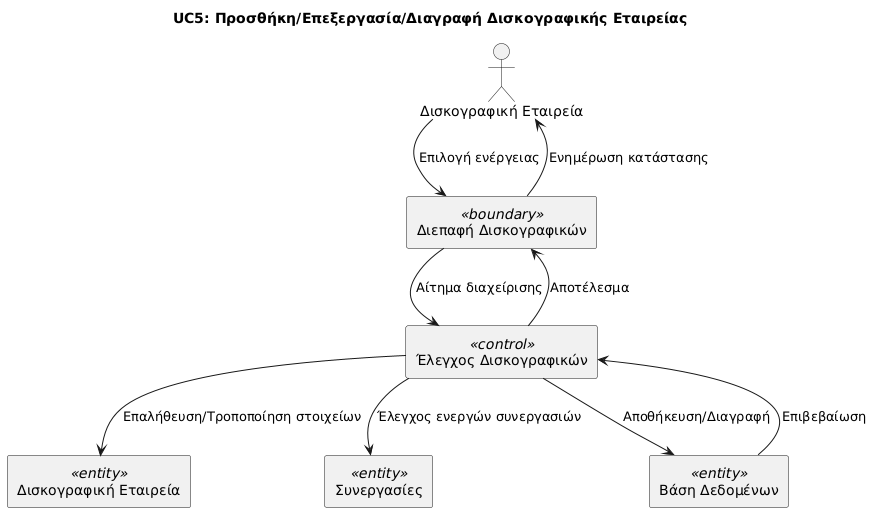 UC5: Προσθήκη/Επεξεργασία/Διαγραφή Δισκογραφικής Εταιρείας
Δισκογραφική Εταιρεία
Επιλογή ενέργειας
Ενημέρωση κατάστασης
«boundary»
Διεπαφή Δισκογραφικών
Αίτημα διαχείρισης
Αποτέλεσμα
«control»
Έλεγχος Δισκογραφικών
Επαλήθευση/Τροποποίηση στοιχείων
Έλεγχος ενεργών συνεργασιών
Αποθήκευση/Διαγραφή
Επιβεβαίωση
«entity»
Δισκογραφική Εταιρεία
«entity»
Συνεργασίες
«entity»
Βάση Δεδομένων